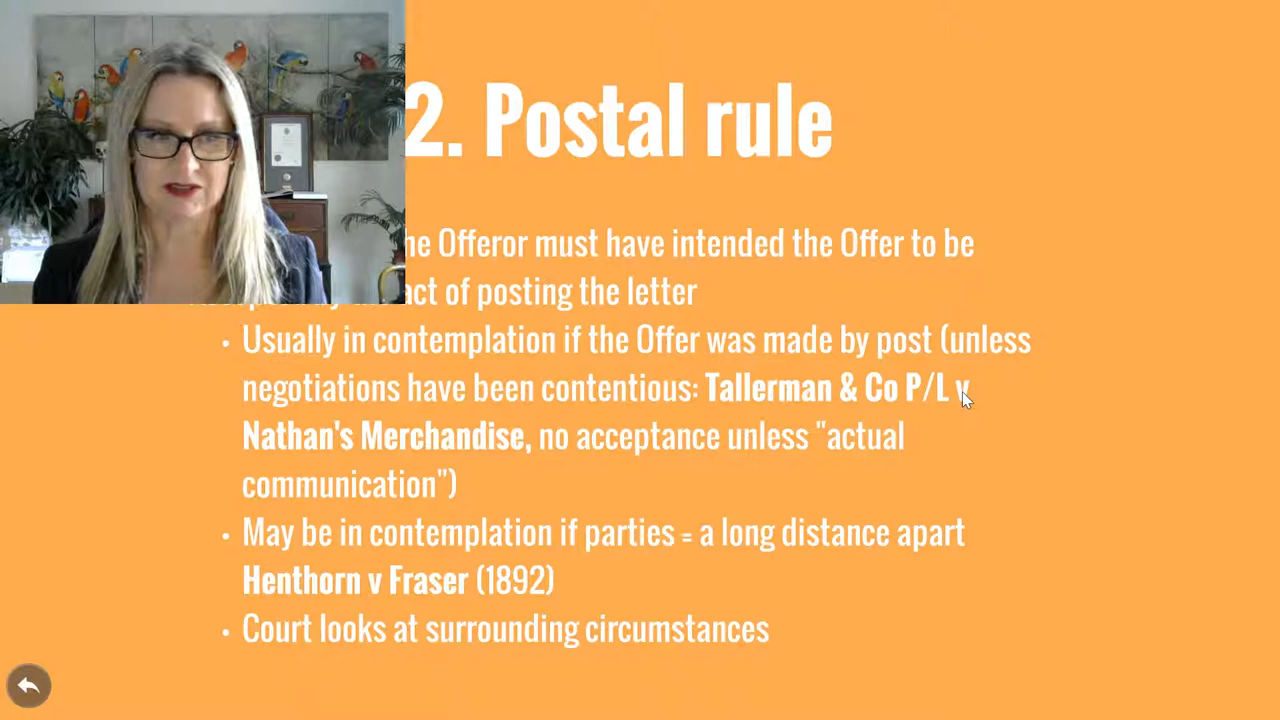 2. Postal rule
he Offeror must have intended the Offer to be
act of posting the letter
• Usually in contemplation if the Offer was made by post (unless
negotiations have been contentious: Tallerman & Co P/L v
Nathan's Merchandise, no acceptance unless "actual
communication")
• May be in contemplation if parties = a long distance apart
Henthorn v Fraser (1892)
• Court looks at surrounding circumstances